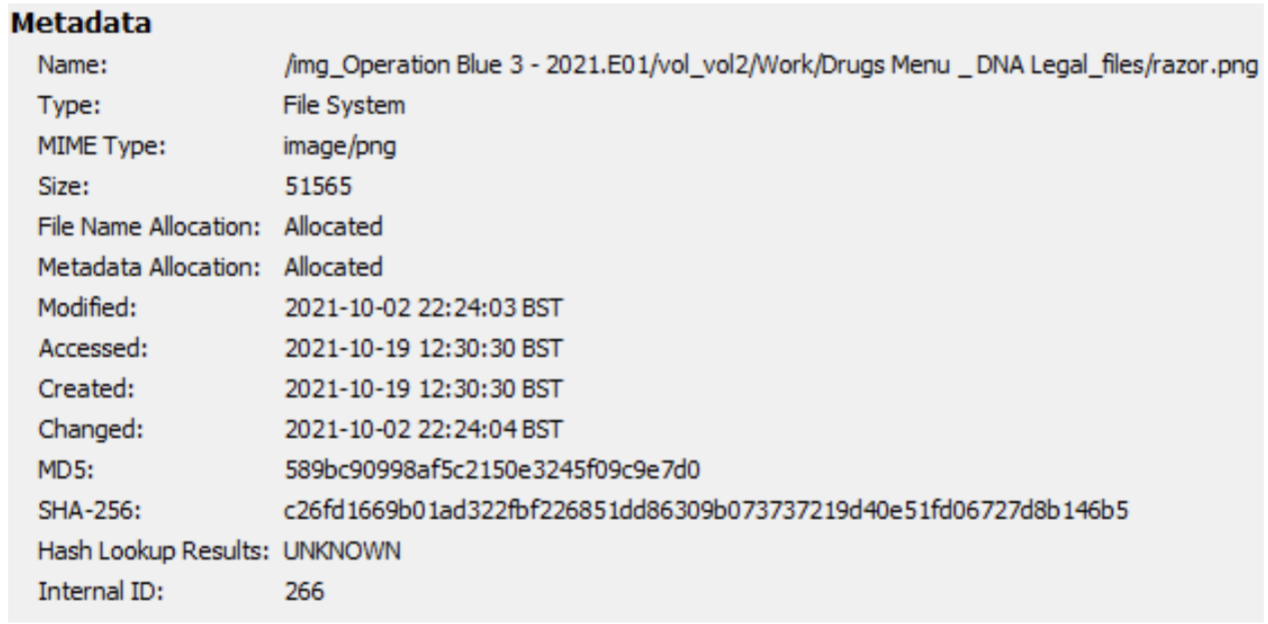 Metadata
Name: /img_Operation Blue 3 - 2021.E01/vol_vol2/Work/Drugs Menu _ DNA Legal_files/razor.png
Type: File System
MIME Type: image/png
Size: 51565
File Name Allocation: Allocated
Metadata Allocation: Allocated
Modified: 2021-10-02 22:24:03 BST
Accessed: 2021-10-19 12:30:30 BST
Created: 2021-10-19 12:30:30 BST
Changed: 2021-10-02 22:24:04 BST
MD5: 589bc90998af5c2150e3245f09c9e7d0
SHA-256: c26fd1669b01ad322fbf226851dd86309b073737219d40e51fd06727d8b146b5
Hash Lookup Results: UNKNOWN
Internal ID: 266